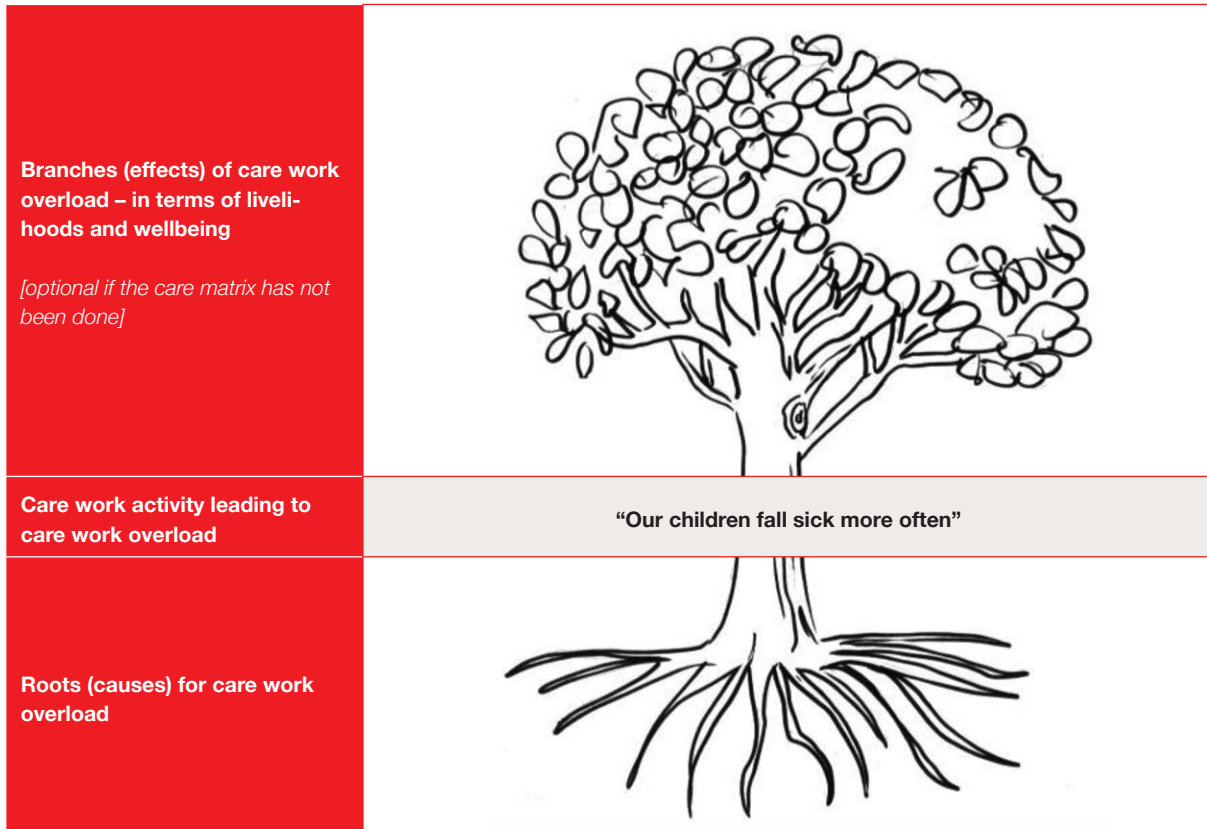 Branches (effects) of care work
overload – in terms of liveli-
hoods and wellbeing
[optional if the care matrix has not
been done]
Care work activity leading to
care work overload
“Our children fall sick more often”
Roots (causes) for care work
overload